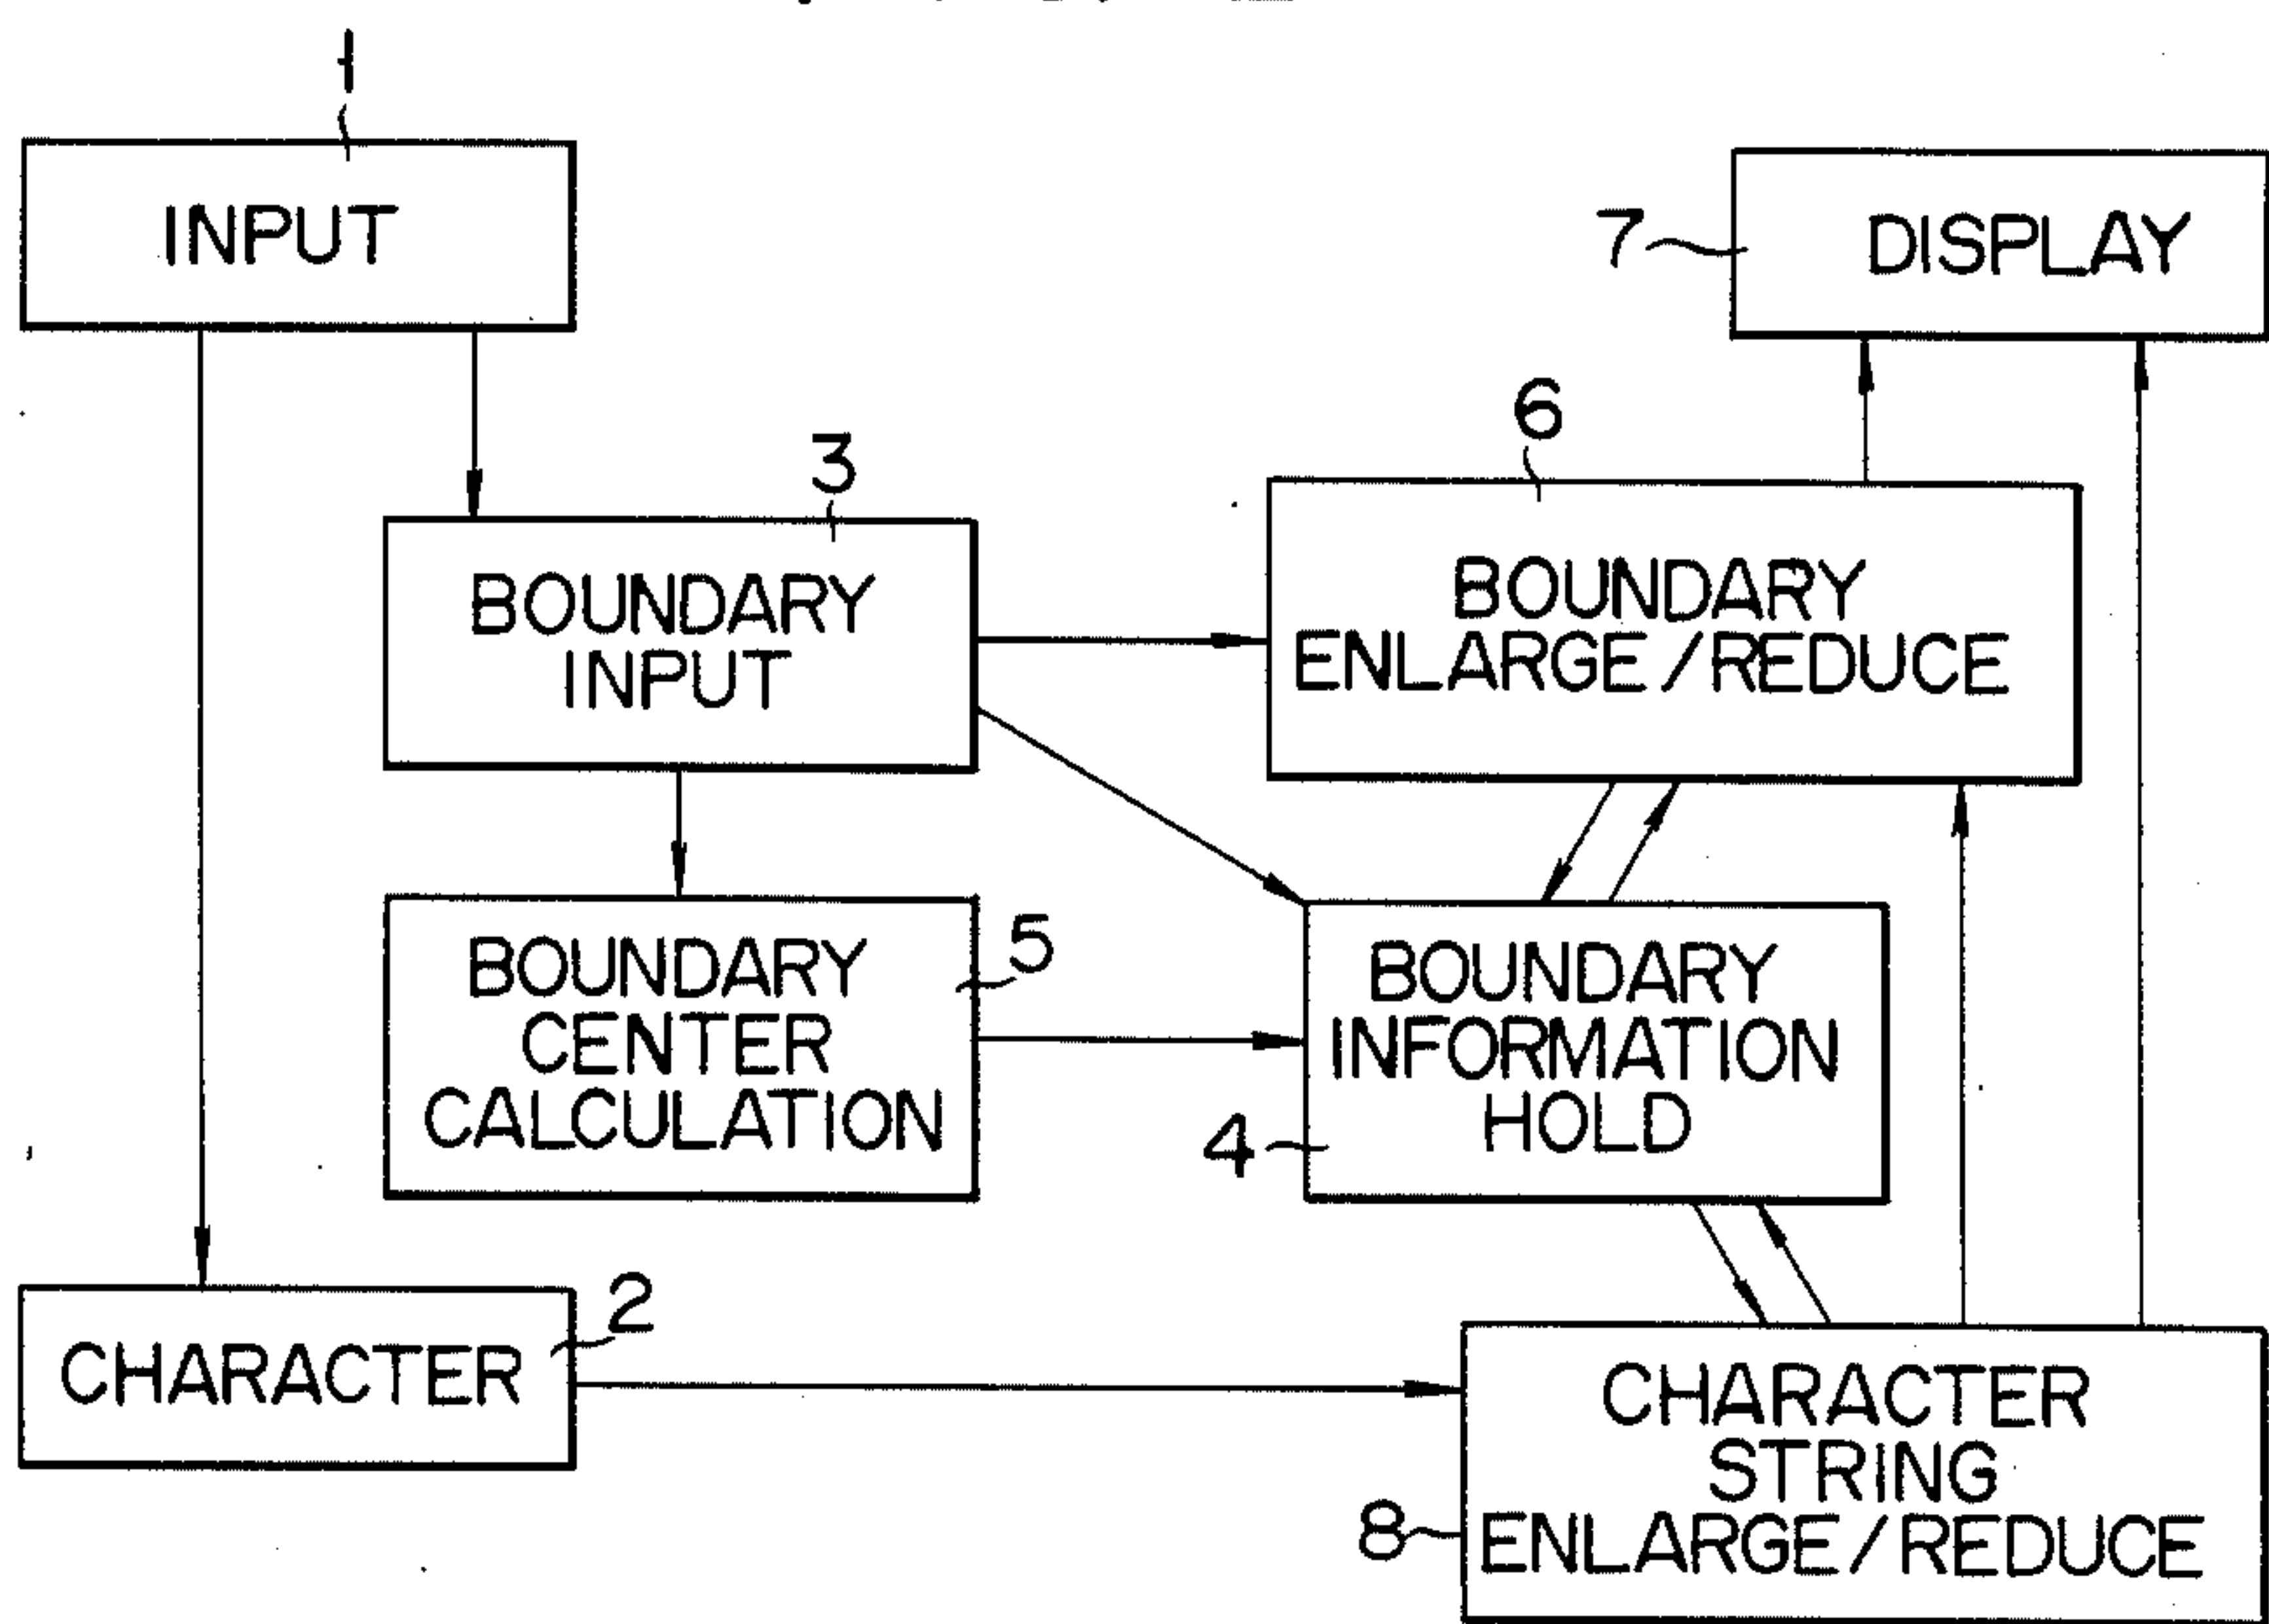 1
INPUT
7
DISPLAY
3
BOUNDARY
INPUT
6
BOUNDARY
ENLARGE/REDUCE
BOUNDARY
CENTER
CALCULATION
5
BOUNDARY
INFORMATION
HOLD
4
CHARACTER
2
CHARACTER
STRING
ENLARGE/REDUCE
8